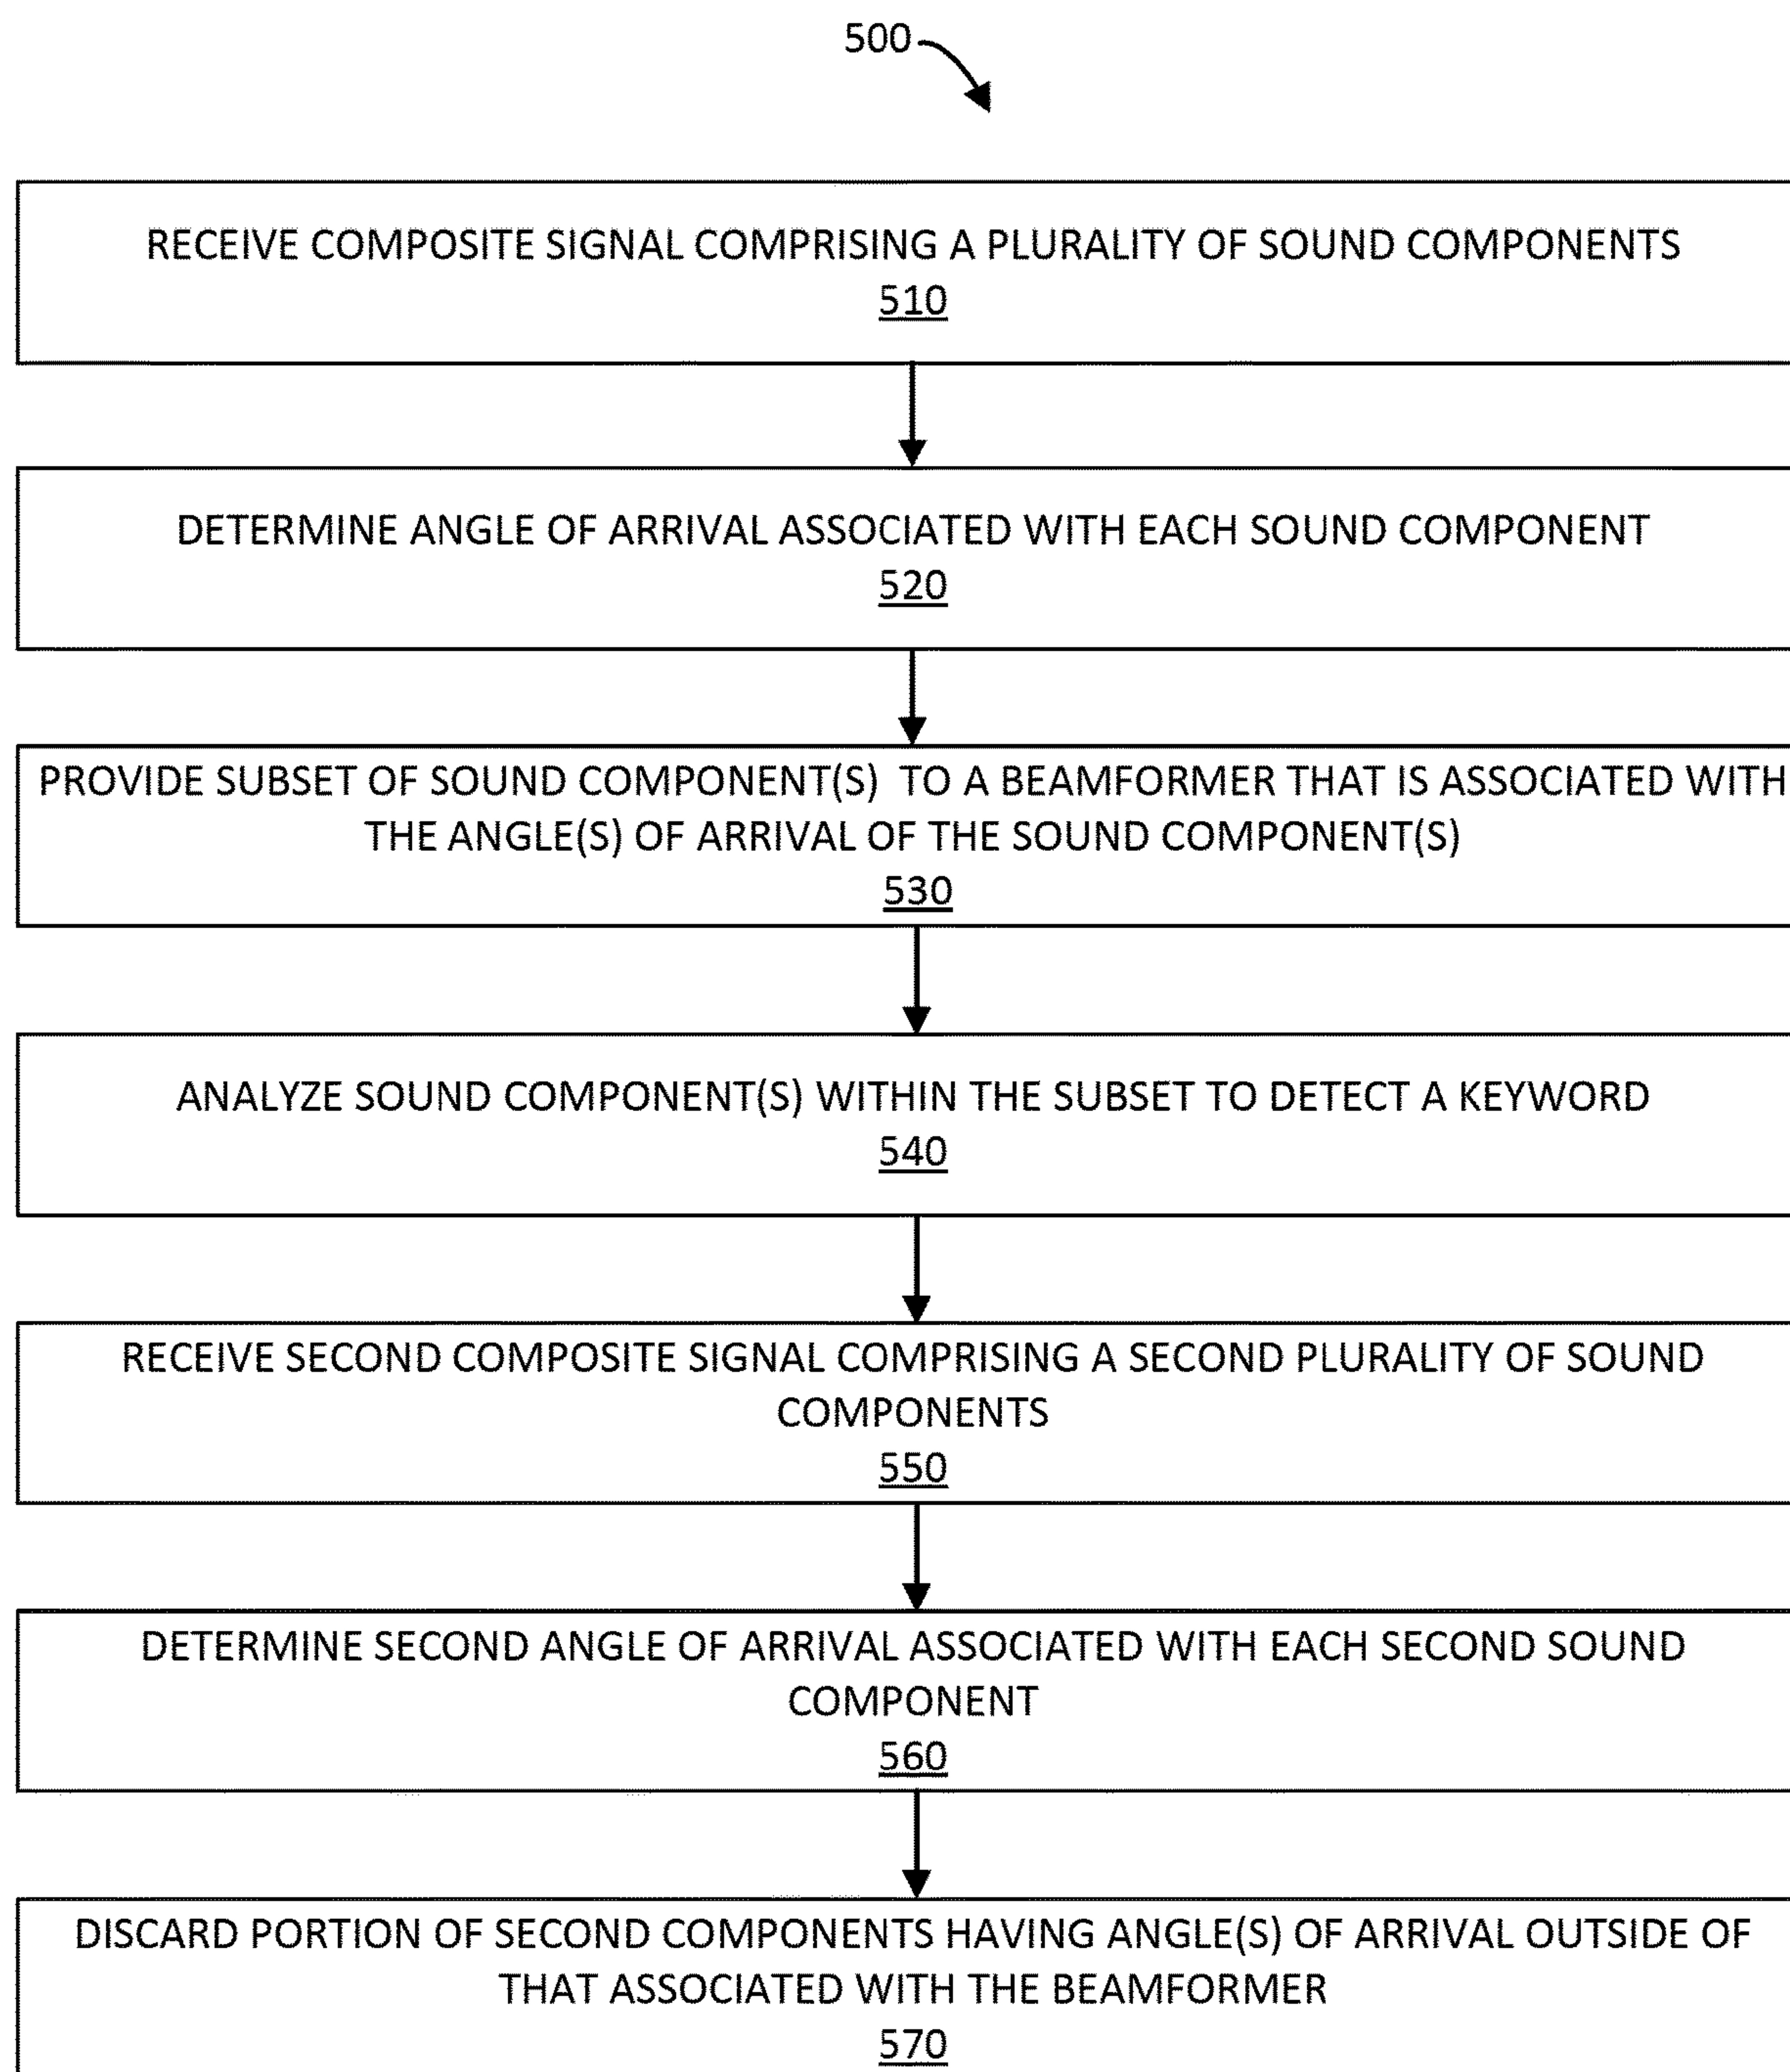 500
RECEIVE COMPOSITE SIGNAL COMPRISING A PLURALITY OF SOUND COMPONENTS
510
DETERMINE ANGLE OF ARRIVAL ASSOCIATED WITH EACH SOUND COMPONENT
520
PROVIDE SUBSET OF SOUND COMPONENT(S) TO A BEAMFORMER THAT IS ASSOCIATED WITH
THE ANGLE(S) OF ARRIVAL OF THE SOUND COMPONENT(S)
530
ANALYZE SOUND COMPONENT(S) WITHIN THE SUBSET TO DETECT A KEYWORD
540
RECEIVE SECOND COMPOSITE SIGNAL COMPRISING A SECOND PLURALITY OF SOUND
COMPONENTS
550
DETERMINE SECOND ANGLE OF ARRIVAL ASSOCIATED WITH EACH SECOND SOUND
COMPONENT
560
DISCARD PORTION OF SECOND COMPONENTS HAVING ANGLE(S) OF ARRIVAL OUTSIDE OF
THAT ASSOCIATED WITH THE BEAMFORMER
570